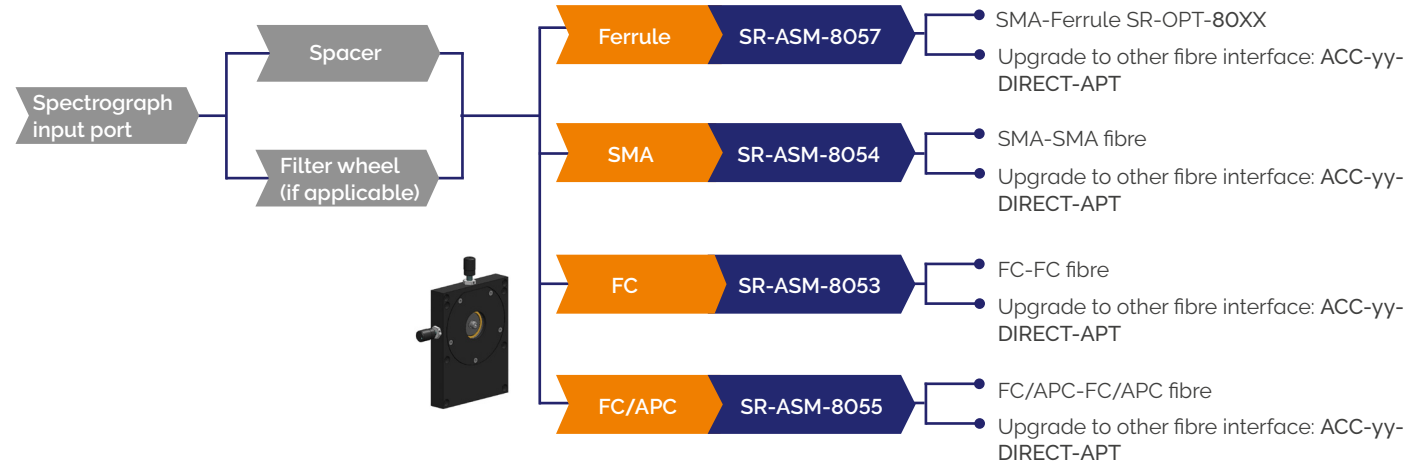 Spectrograph
input port
Spacer
Filter wheel
(if applicable)
Ferrule
SR-ASM-8057
SMA-Ferrule SR-OPT-80XX
Upgrade to other fibre interface: ACC-yy-
DIRECT-APT
SMA
SR-ASM-8054
SMA-SMA fibre
Upgrade to other fibre interface: ACC-yy-
DIRECT-APT
FC
SR-ASM-8053
FC-FC fibre
Upgrade to other fibre interface: ACC-yy-
DIRECT-APT
FC/APC
SR-ASM-8055
FC/APC-FC/APC fibre
Upgrade to other fibre interface: ACC-yy-
DIRECT-APT